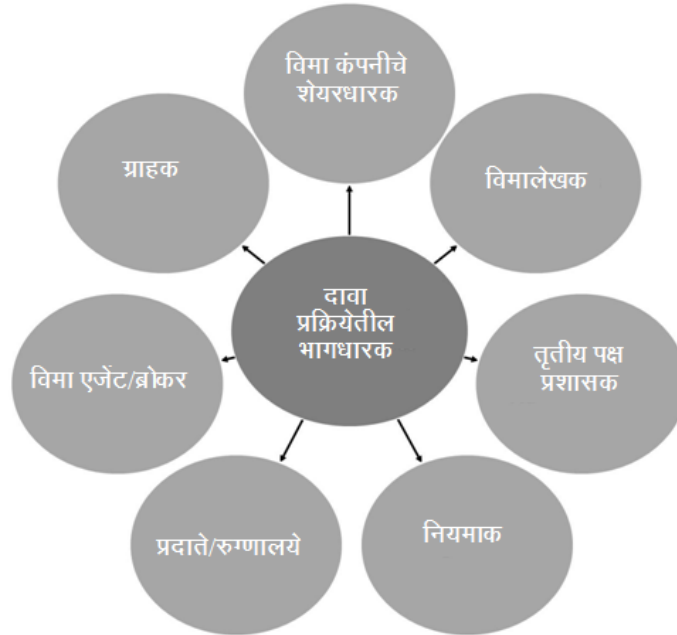 विमा कंपनीचे
शेयरधारक
ग्राहक
विमालेखक
दावा
प्रक्रियेतील
भागधारक
विमा एजेंट/ब्रोकर
तृतीय पक्ष
प्रशासक
प्रदाते/रुग्णालये
नियमाक